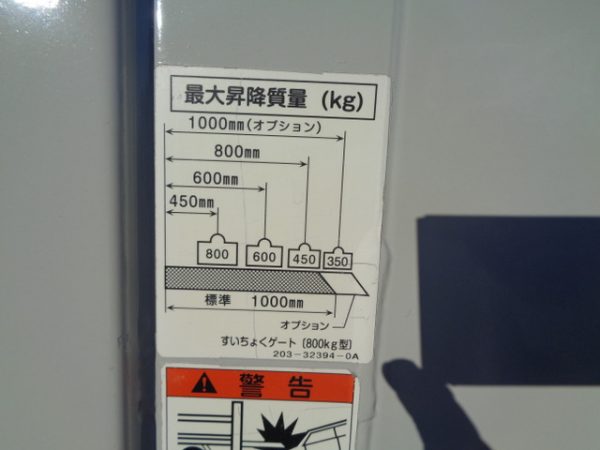 最大昇降質量 (kg)
1000mm(オプション)
800mm
600mm
450mm
800 600 450 350
標準 1000mm
オプション
すいちょくゲート〔800kg型〕
203-32394-0A
警告